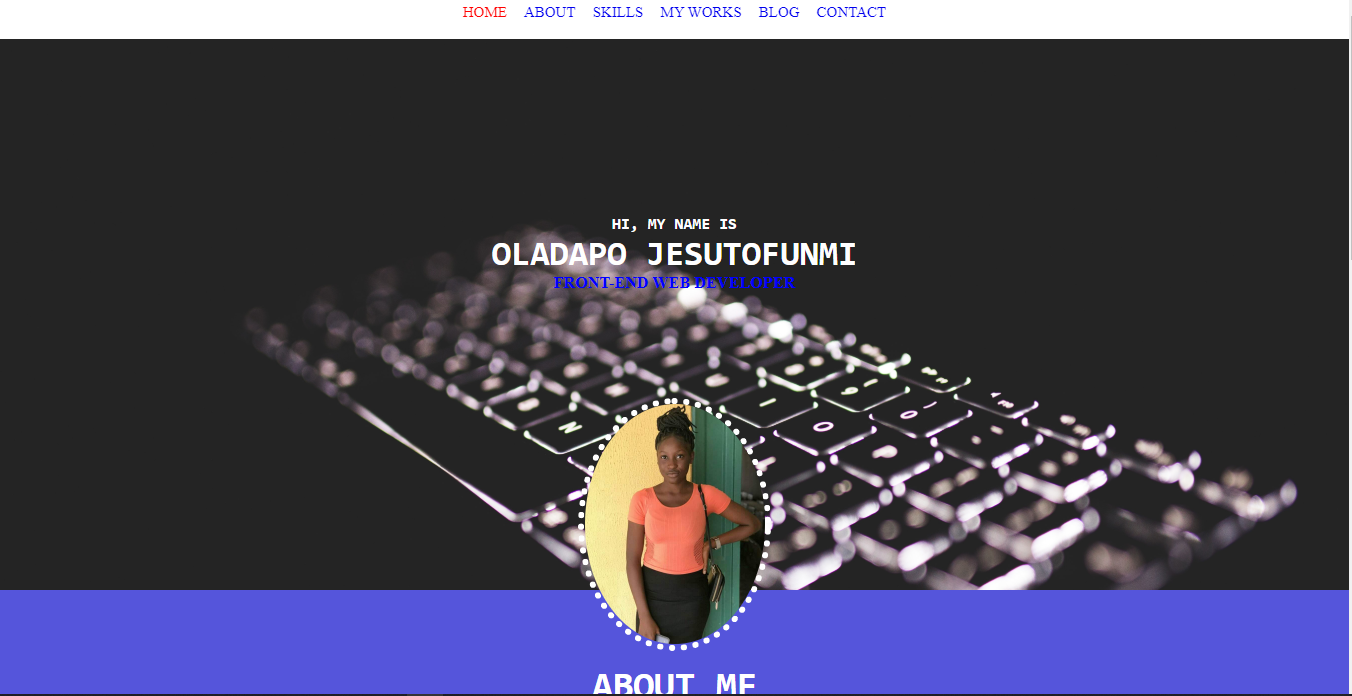 HOME ABOUT SKILLS MY WORKS BLOG CONTACT
HI, MY NAME IS
OLADAPO JESUTOFUNMI
FRONT-END WEB DEVELOPER
ABOUT ME